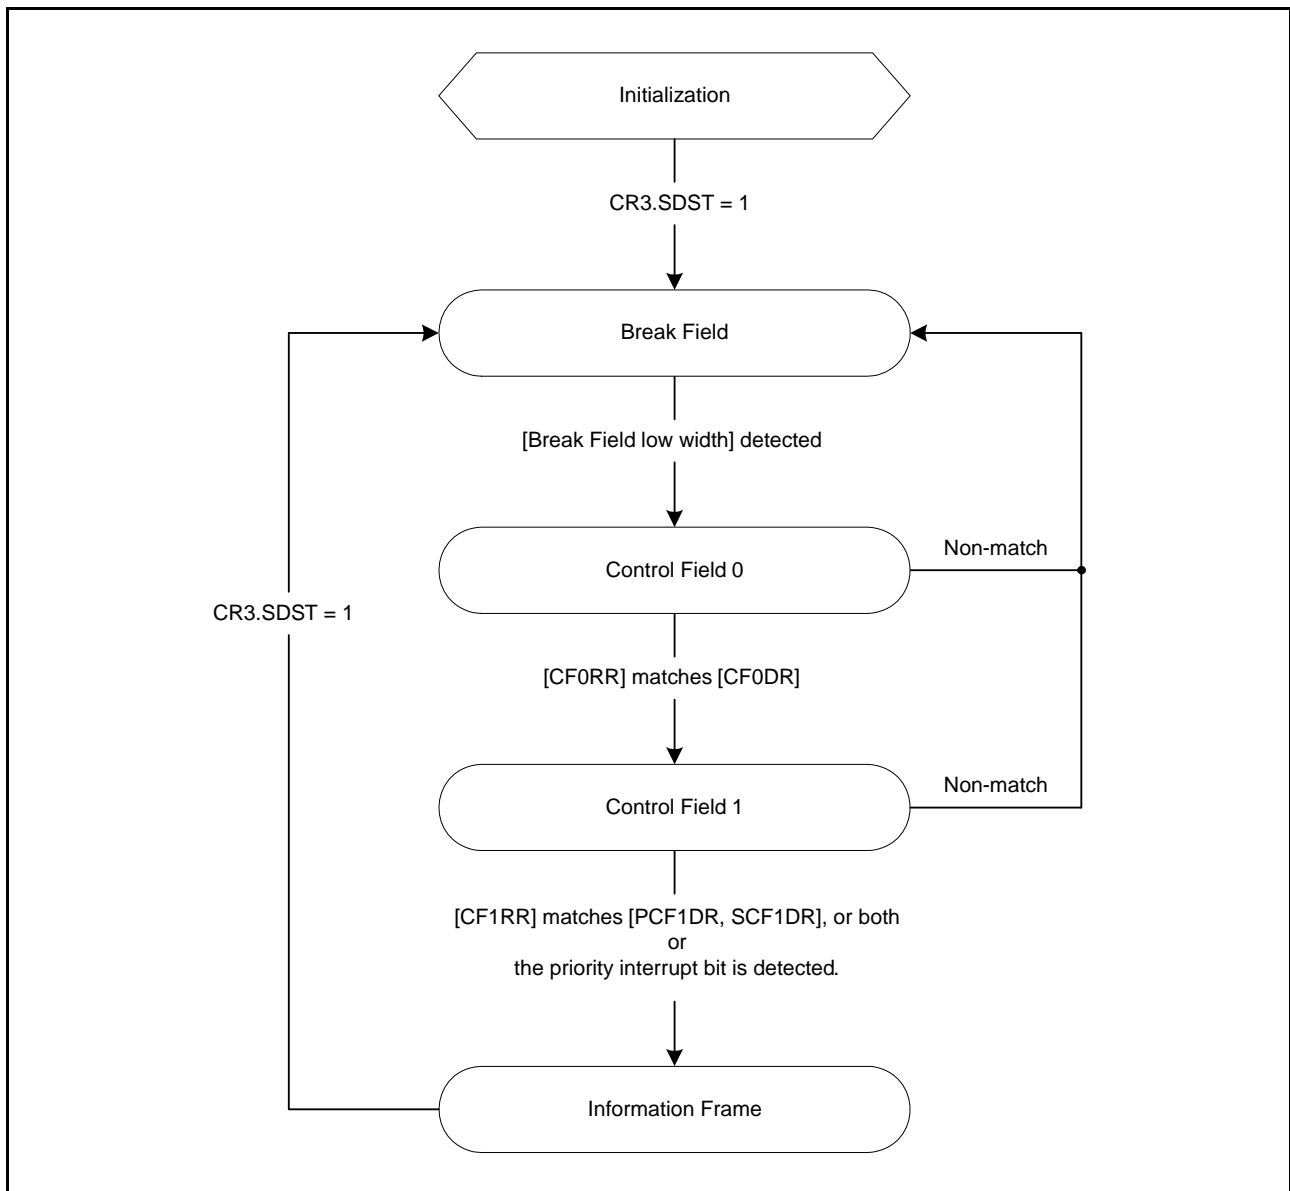 Initialization
CR3.SDST = 1
Break Field
[Break Field low width] detected
Control Field 0
Non-match
CR3.SDST = 1
[CF0RR] matches [CF0DR]
Control Field 1
Non-match
[CF1RR] matches [PCF1DR, SCF1DR], or both
or
the priority interrupt bit is detected.
Information Frame